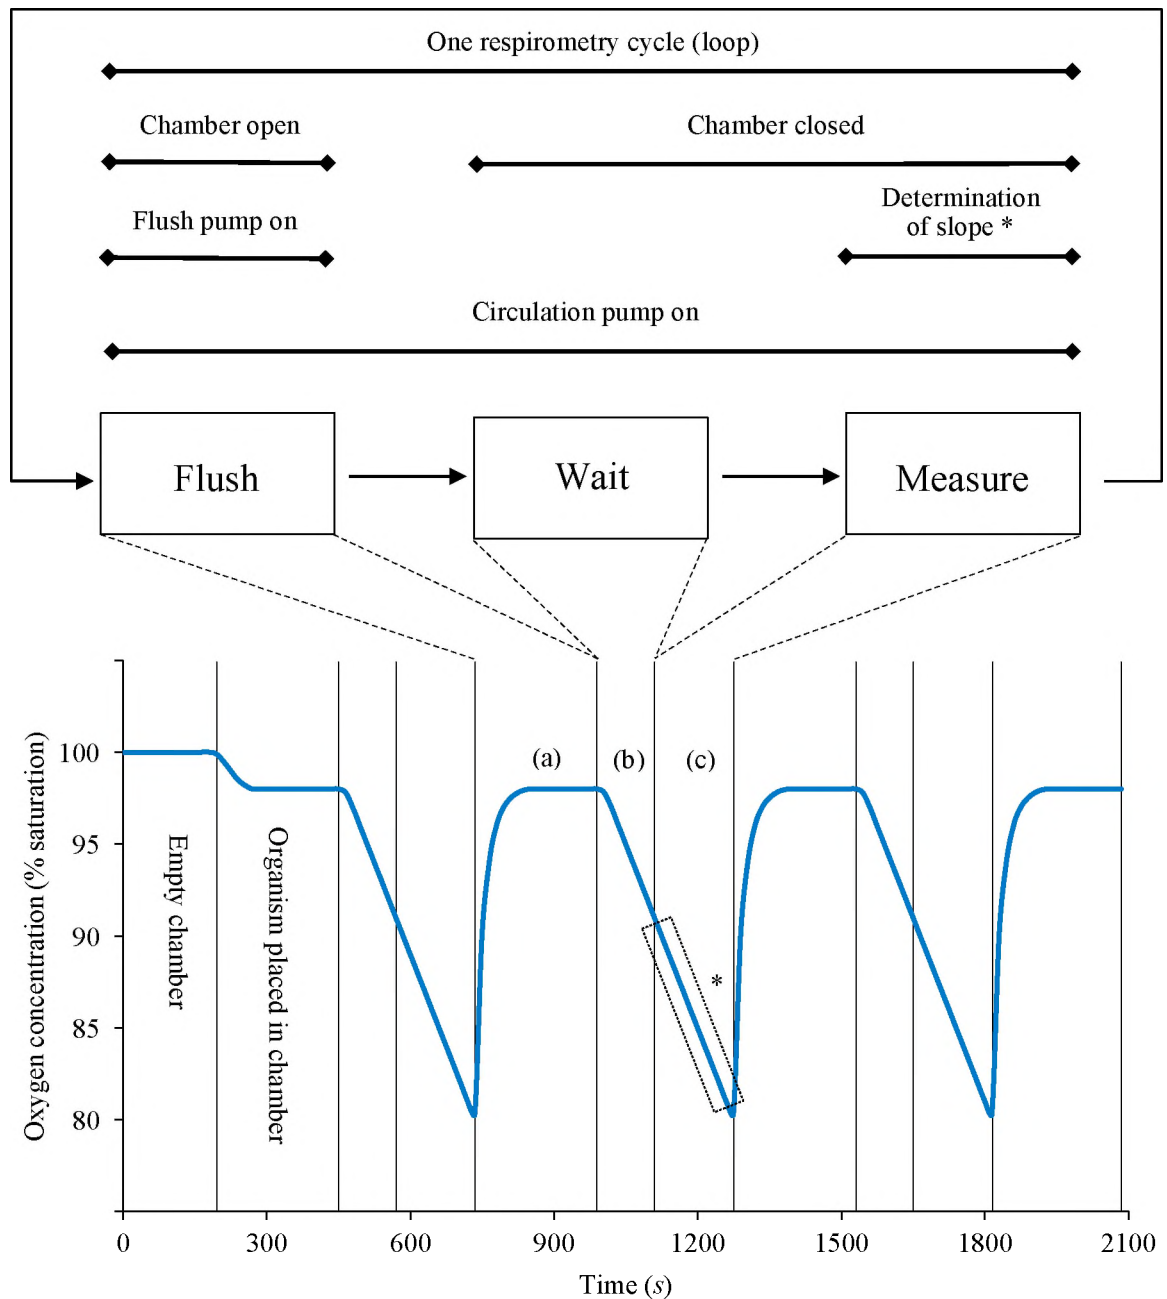 One respirometry cycle (loop)
Chamber open
Chamber closed
Flush pump on
Determination
of slope *
Circulation pump on
Flush
Wait
Measure
Oxygen concentration (% saturation)
100
95
90
85
80
Empty chamber
Organism placed in chamber
(a)
(b)
(c)
*
0
300
600
900
1200
1500
1800
2100
Time (s)